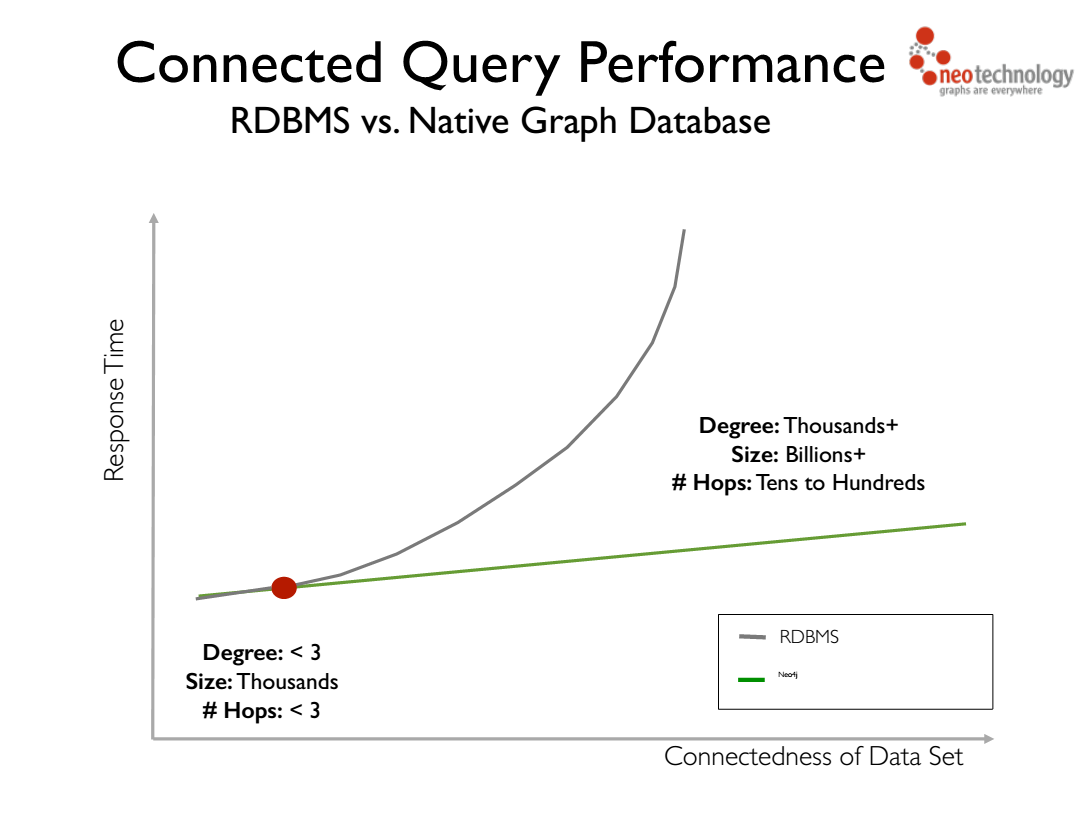 Connected Query Performance
RDBMS vs. Native Graph Database
neotechnology
graphs are everywhere
Response Time
Degree: Thousands+
Size: Billions+
# Hops: Tens to Hundreds
Degree: < 3
Size: Thousands
# Hops: < 3
RDBMS
Neo4j
Connectedness of Data Set